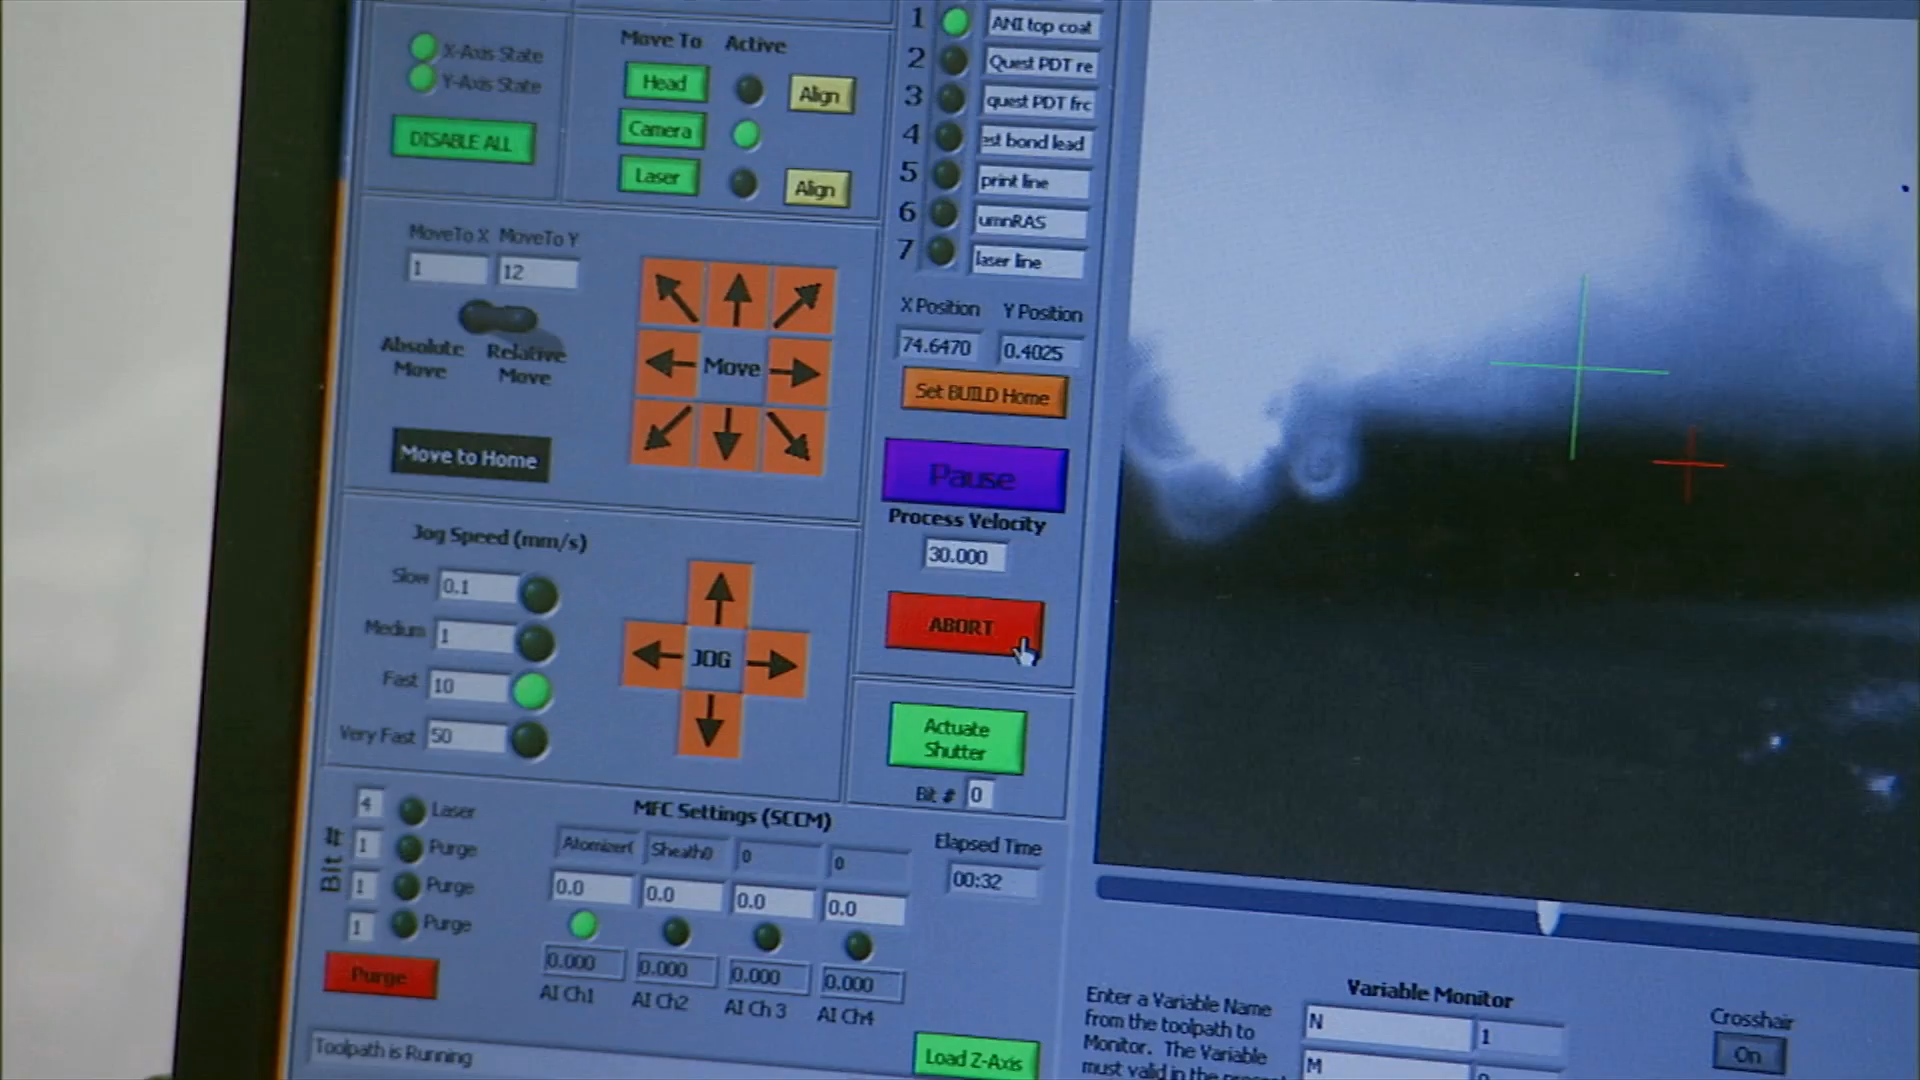 X-Axis State
Y-Axis State
DISABLE ALL
Move To Active
Head
Align
Camera
Laser
Align
1 ANI top coat
2 Quest PDT re
3 quest PDT frc
4 est bond lead
5 print line
6 umnRAS
7 laser line
MoveTo X MoveTo Y
1 12
Absolute Move
Relative Move
Move
Move to Home
X Position Y Position
74.6470 0.4025
Set BUILD Home
Pause
Process Velocity
30.000
ABORT
Jog Speed (mm/s)
Slow 0.1
Medium 1
Fast 10
Very Fast 50
JOG
Actuate
Shutter
Bit # 0
Bit #
4 Laser
1 Purge
1 Purge
1 Purge
Purge
MFC Settings (SCCM)
Atomizer( Sheath0 0 0
0.0 0.0 0.0 0.0
0.000 0.000 0.000 0.000
AI Ch1 AI Ch2 AI Ch 3 AI Ch4
Elapsed Time
00:32
Toolpath is Running
Load Z-Axis
Enter a Variable Name
from the toolpath to
Monitor. The Variable
must valid in the
Variable Monitor
N 1
M
Crosshair
On